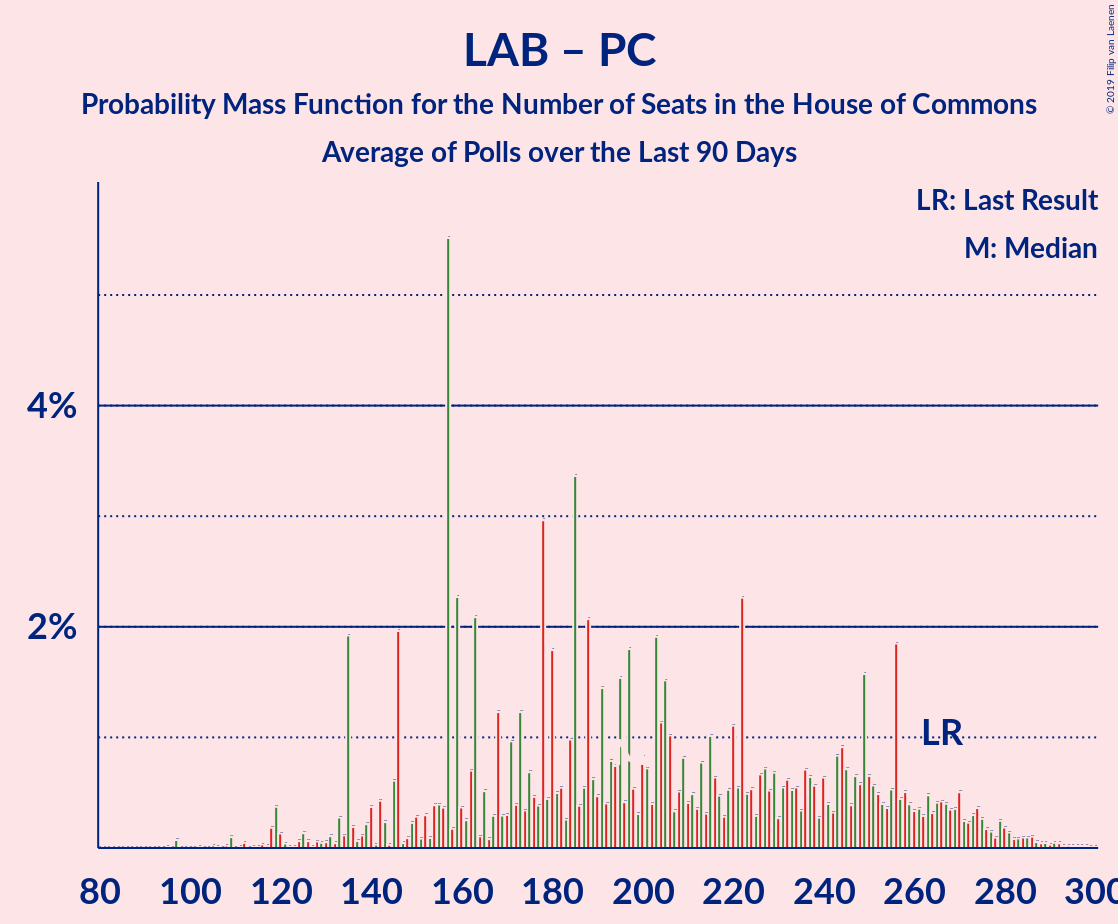 LAB – PC
Probability Mass Function for the Number of Seats in the House of Commons
Average of Polls over the Last 90 Days
© 2019 Filip van Laenen
LR: Last Result
M: Median
4%
2%
LR
80 100 120 140 160 180 200 220 240 260 280 300